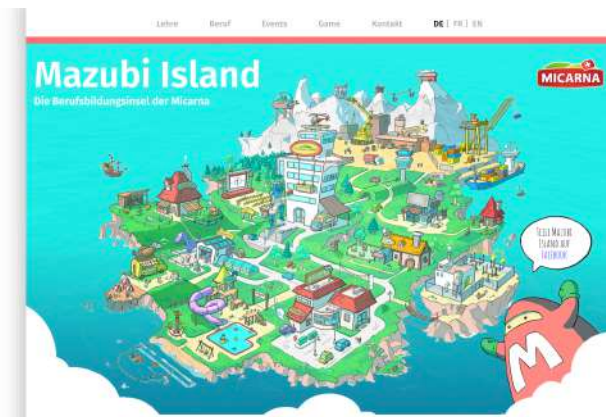 Lehre Beruf Events Game Kontakt DE | FR | EN
Mazubi Island
Die Berufsbildungsinsel der Micarna
MICARNA
Teile Mazubi
Island auf
Facebook!
M